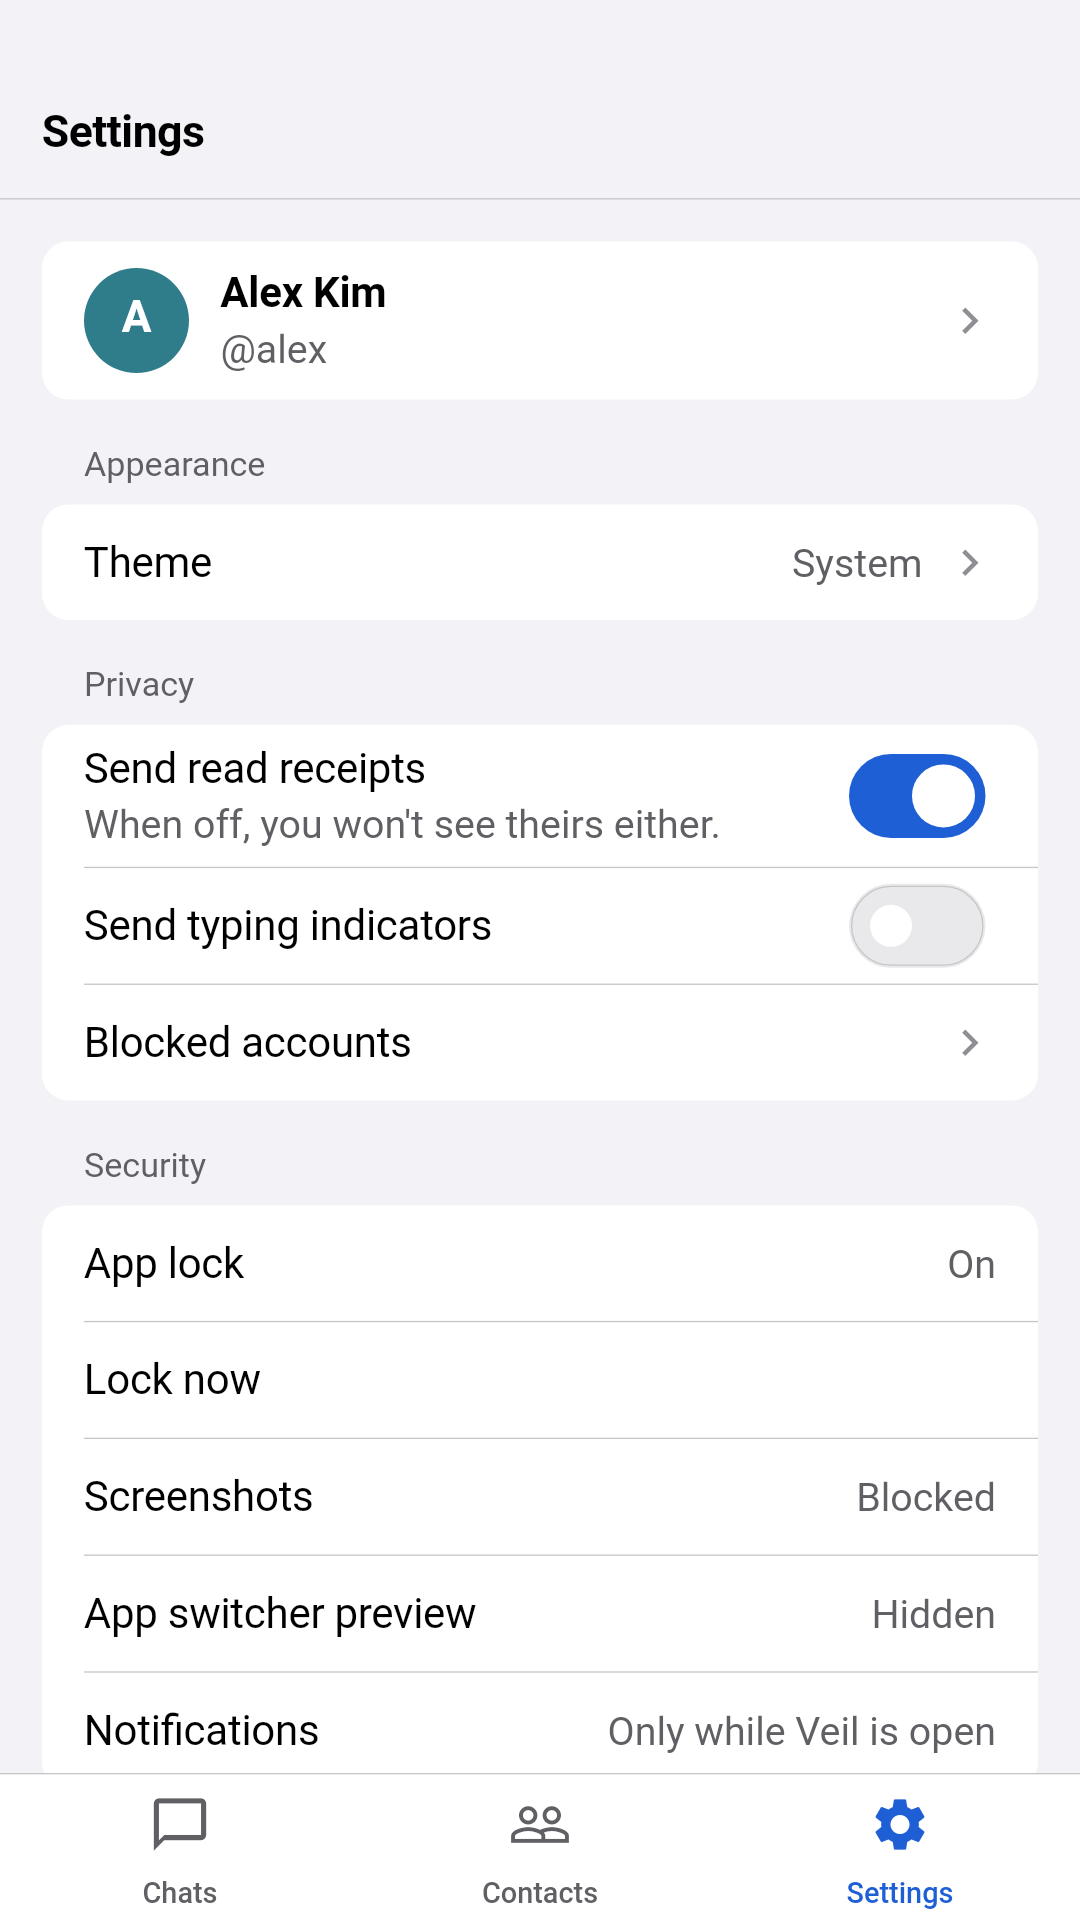 Settings
A
Alex Kim
@alex
Appearance
Theme
System
Privacy
Send read receipts
When off, you won't see theirs either.
Send typing indicators
Blocked accounts
Security
App lock
On
Lock now
Screenshots
Blocked
App switcher preview
Hidden
Notifications
Only while Veil is open
Chats
Contacts
Settings